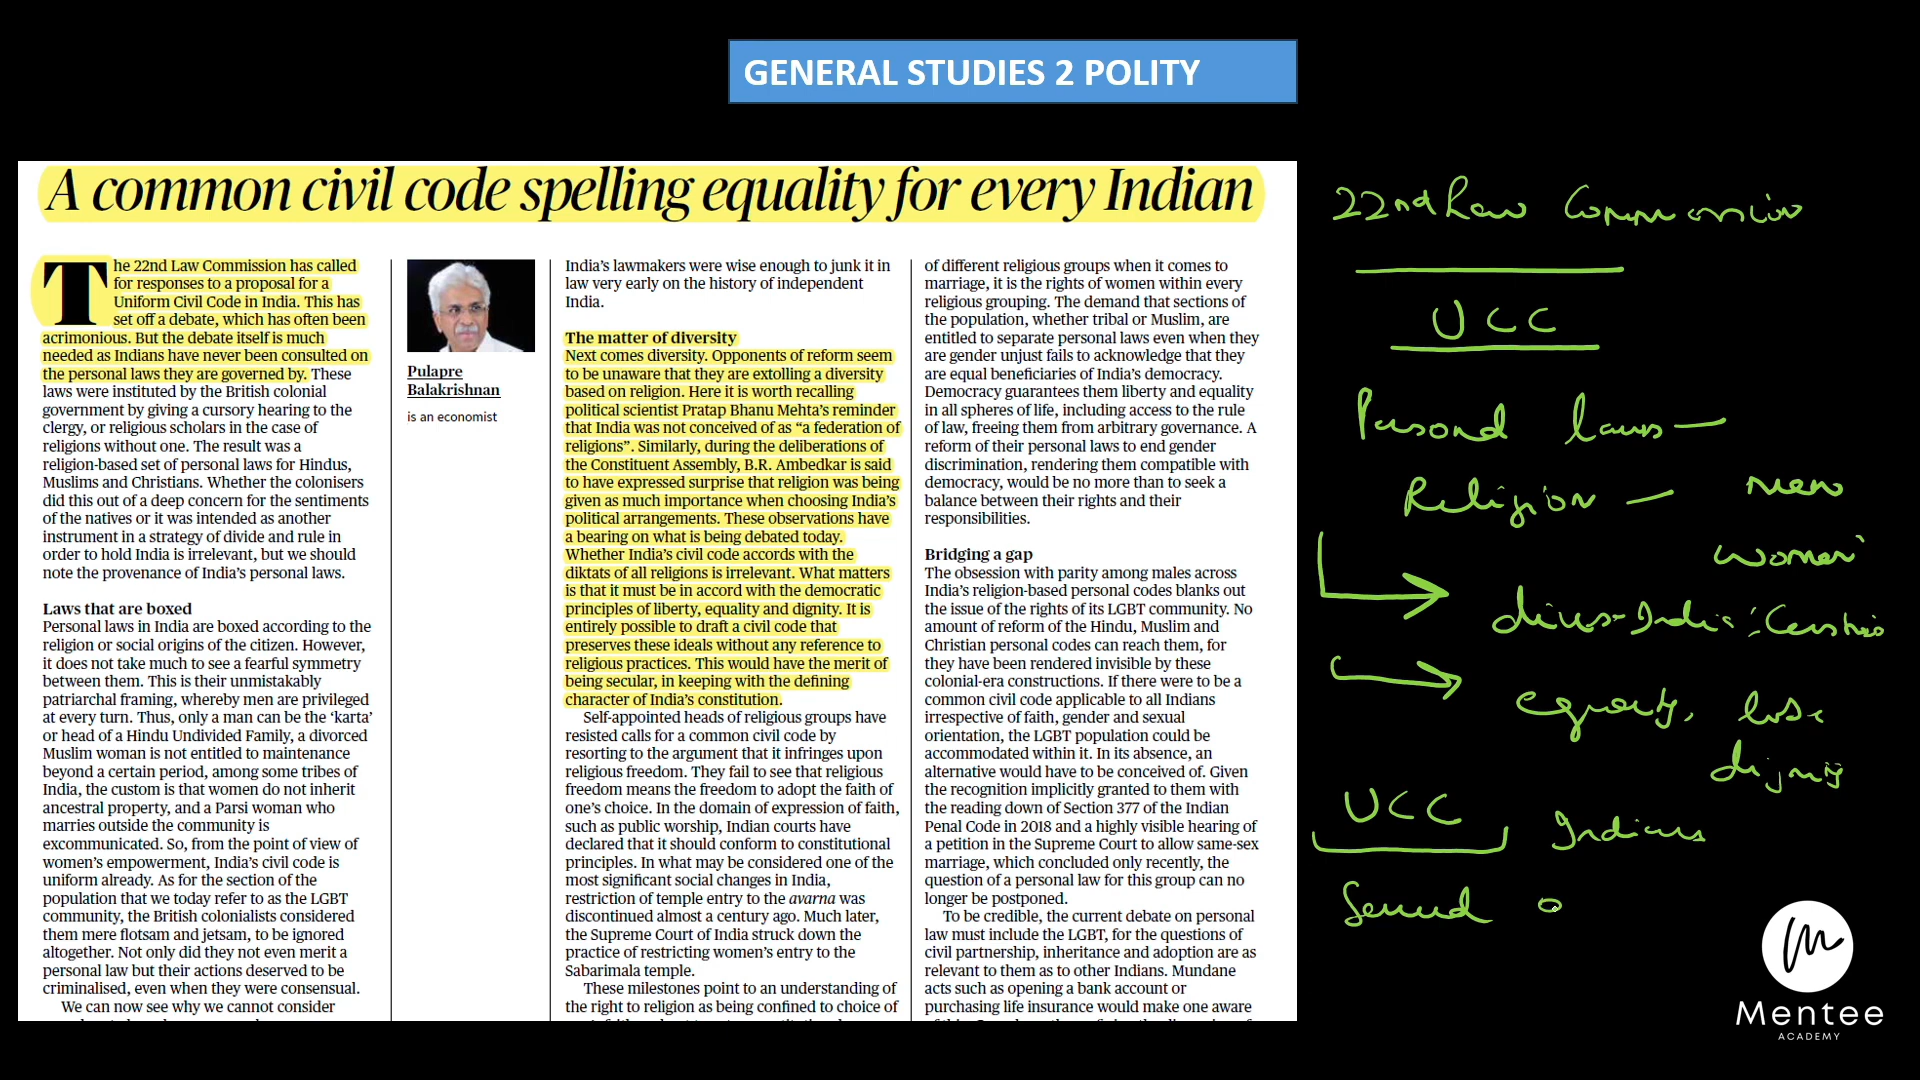 GENERAL STUDIES 2 POLITY
A common civil code spelling equality for every Indian
The 22nd Law Commission has called
for responses to a proposal for a
Uniform Civil Code in India. This has
set off a debate, which has often been
acrimonious. But the debate itself is much
needed as Indians have never been consulted on
the personal laws they are governed by. These
laws were instituted by the British colonial
government by giving a cursory hearing to the
clergy, or religious scholars in the case of
religions without one. The result was a
religion-based set of personal laws for Hindus,
Muslims and Christians. Whether the colonisers
did this out of a deep concern for the sentiments
of the natives or it was intended as another
instrument in a strategy of divide and rule in
order to hold India is irrelevant, but we should
note the provenance of India's personal laws.
Laws that are boxed
Personal laws in India are boxed according to the
religion or social origins of the citizen. However,
it does not take much to see a fearful symmetry
between them. This is their unmistakably
patriarchal framing, whereby men are privileged
at every turn. Thus, only a man can be the 'karta'
or head of a Hindu Undivided Family, a divorced
Muslim woman is not entitled to maintenance
beyond a certain period, among some tribes of
India, the custom is that women do not inherit
ancestral property, and a Parsi woman who
marries outside the community is
excommunicated. So, from the point of view of
women's empowerment, India's civil code is
uniform already. As for the section of the
population that we today refer to as the LGBT
community, the British colonialists considered
them mere flotsam and jetsam, to be ignored
altogether. Not only did they not even merit a
personal law but their actions deserved to be
criminalised, even when they were consensual.
We can now see why we cannot consider
Pulapre
Balakrishnan
is an economist
India's lawmakers were wise enough to junk it in
law very early on the history of independent
India.
The matter of diversity
Next comes diversity. Opponents of reform seem
to be unaware that they are extolling a diversity
based on religion. Here it is worth recalling
political scientist Pratap Bhanu Mehta's reminder
that India was not conceived of as "a federation of
religions". Similarly, during the deliberations of
the Constituent Assembly, B.R. Ambedkar is said
to have expressed surprise that religion was being
given as much importance when choosing India's
political arrangements. These observations have
a bearing on what is being debated today.
Whether India's civil code accords with the
diktats of all religions is irrelevant. What matters
is that it must be in accord with the democratic
principles of liberty, equality and dignity. It is
entirely possible to draft a civil code that
preserves these ideals without any reference to
religious practices. This would have the merit of
being secular, in keeping with the defining
character of India's constitution.
Self-appointed heads of religious groups have
resisted calls for a common civil code by
resorting to the argument that it infringes upon
religious freedom. They fail to see that religious
freedom means the freedom to adopt the faith of
one's choice. In the domain of expression of faith,
such as public worship, Indian courts have
declared that it should conform to constitutional
principles. In what may be considered one of the
most significant social changes in India,
restriction of temple entry to the avarna was
discontinued almost a century ago. Much later,
the Supreme Court of India struck down the
practice of restricting women's entry to the
Sabarimala temple.
These milestones point to an understanding of
the right to religion as being confined to choice of
of different religious groups when it comes to
marriage, it is the rights of women within every
religious grouping. The demand that sections of
the population, whether tribal or Muslim, are
entitled to separate personal laws even when they
are gender unjust fails to acknowledge that they
are equal beneficiaries of India's democracy.
Democracy guarantees them liberty and equality
in all spheres of life, including access to the rule
of law, freeing them from arbitrary governance. A
reform of their personal laws to end gender
discrimination, rendering them compatible with
democracy, would be no more than to seek a
balance between their rights and their
responsibilities.
Bridging a gap
The obsession with parity among males across
India's religion-based personal codes blanks out
the issue of the rights of its LGBT community. No
amount of reform of the Hindu, Muslim and
Christian personal codes can reach them, for
they have been rendered invisible by these
colonial-era constructions. If there were to be a
common civil code applicable to all Indians
irrespective of faith, gender and sexual
orientation, the LGBT population could be
accommodated within it. In its absence, an
alternative would have to be conceived of. Given
the recognition implicitly granted to them with
the reading down of Section 377 of the Indian
Penal Code in 2018 and a highly visible hearing of
a petition in the Supreme Court to allow same-sex
marriage, which concluded only recently, the
question of a personal law for this group can no
longer be postponed.
To be credible, the current debate on personal
law must include the LGBT, for the questions of
civil partnership, inheritance and adoption are as
relevant to them as to other Indians. Mundane
acts such as opening a bank account or
purchasing life insurance would make one aware
22nd Law Commission
UCC
Personal laws —
Religion — men
women
equality,
dignity
UCC Indians
Mentee
ACADEMY